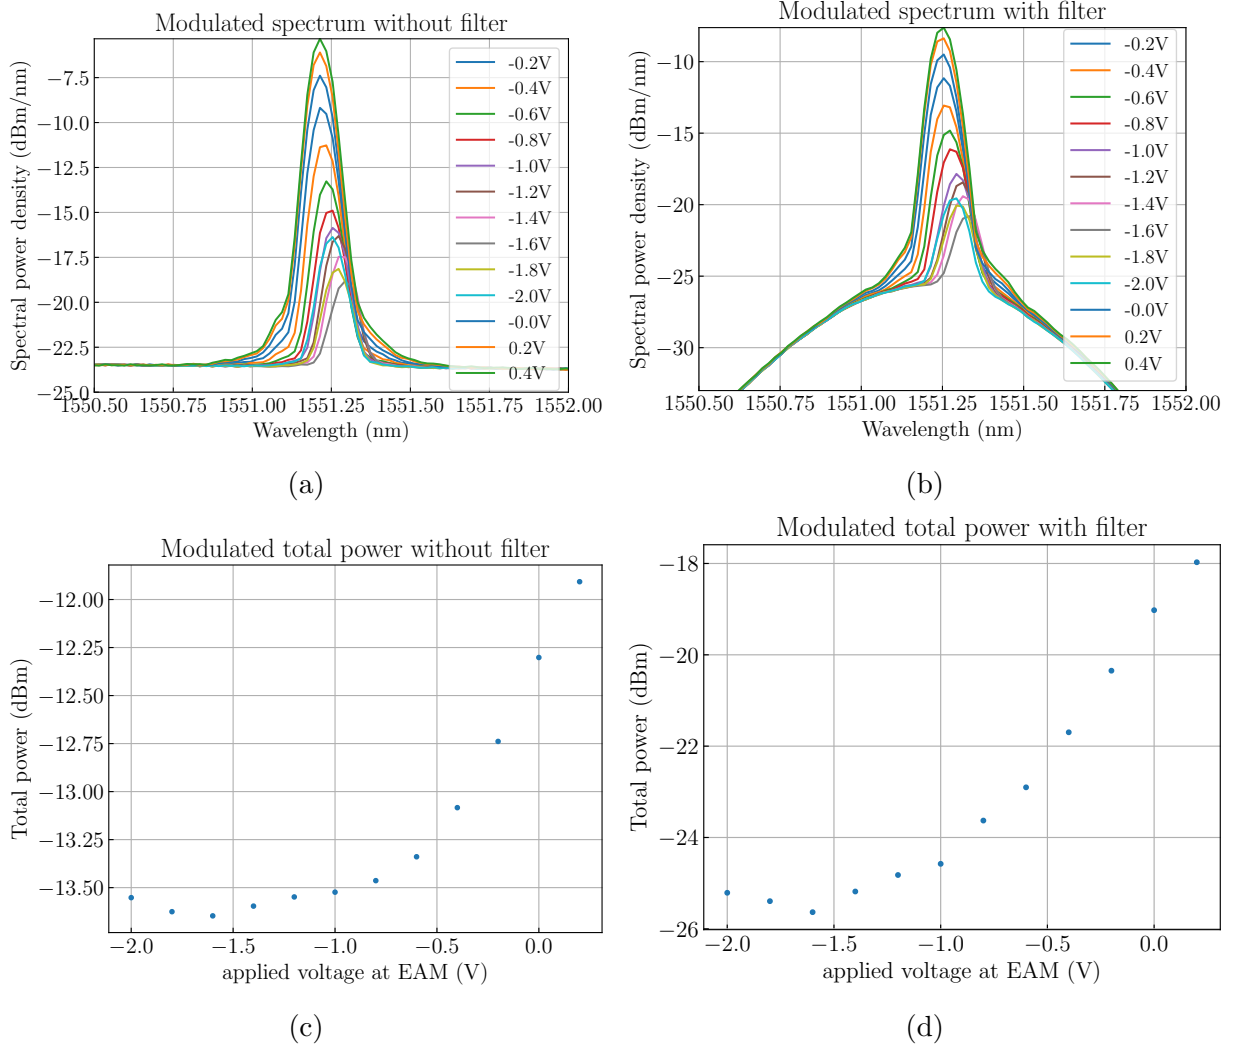 Modulated spectrum without filter
Spectral power density (dBm/nm)
−7.5
−10.0
−12.5
−15.0
−17.5
−20.0
−22.5
−25.0
1550.50 1550.75 1551.00 1551.25 1551.50 1551.75 1552.00
Wavelength (nm)
-0.2V
-0.4V
-0.6V
-0.8V
-1.0V
-1.2V
-1.4V
-1.6V
-1.8V
-2.0V
-0.0V
0.2V
0.4V
(a)
Modulated spectrum with filter
Spectral power density (dBm/nm)
−10
−15
−20
−25
−30
1550.50 1550.75 1551.00 1551.25 1551.50 1551.75 1552.00
Wavelength (nm)
-0.2V
-0.4V
-0.6V
-0.8V
-1.0V
-1.2V
-1.4V
-1.6V
-1.8V
-2.0V
-0.0V
0.2V
0.4V
(b)
Modulated total power without filter
Total power (dBm)
−12.00
−12.25
−12.50
−12.75
−13.00
−13.25
−13.50
−2.0 −1.5 −1.0 −0.5 0.0
applied voltage at EAM (V)
(c)
Modulated total power with filter
Total power (dBm)
−18
−20
−22
−24
−26
−2.0 −1.5 −1.0 −0.5 0.0
applied voltage at EAM (V)
(d)